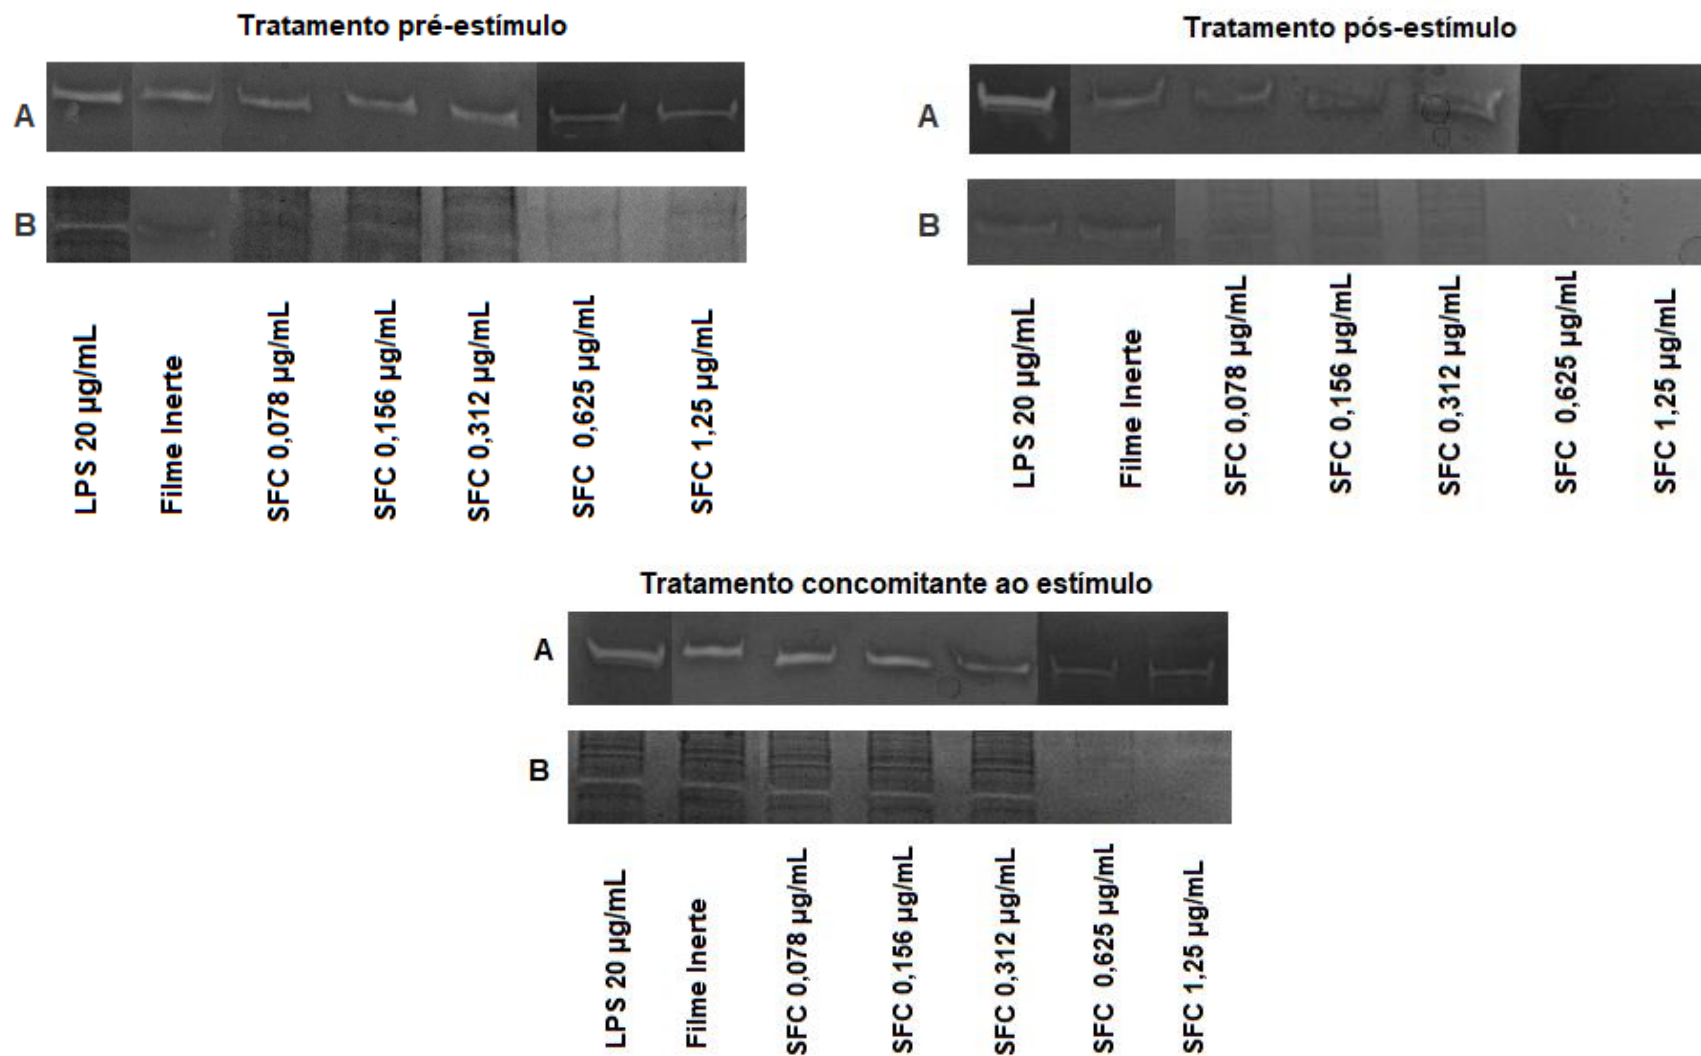 Tratamento pré-estímulo
A
B
LPS 20 µg/mL
Filme Inerte
SFC 0,078 µg/mL
SFC 0,156 µg/mL
SFC 0,312 µg/mL
SFC 0,625 µg/mL
SFC 1,25 µg/mL
Tratamento pós-estímulo
A
B
LPS 20 µg/mL
Filme Inerte
SFC 0,078 µg/mL
SFC 0,156 µg/mL
SFC 0,312 µg/mL
SFC 0,625 µg/mL
SFC 1,25 µg/mL
Tratamento concomitante ao estímulo
A
B
LPS 20 µg/mL
Filme Inerte
SFC 0,078 µg/mL
SFC 0,156 µg/mL
SFC 0,312 µg/mL
SFC 0,625 µg/mL
SFC 1,25 µg/mL